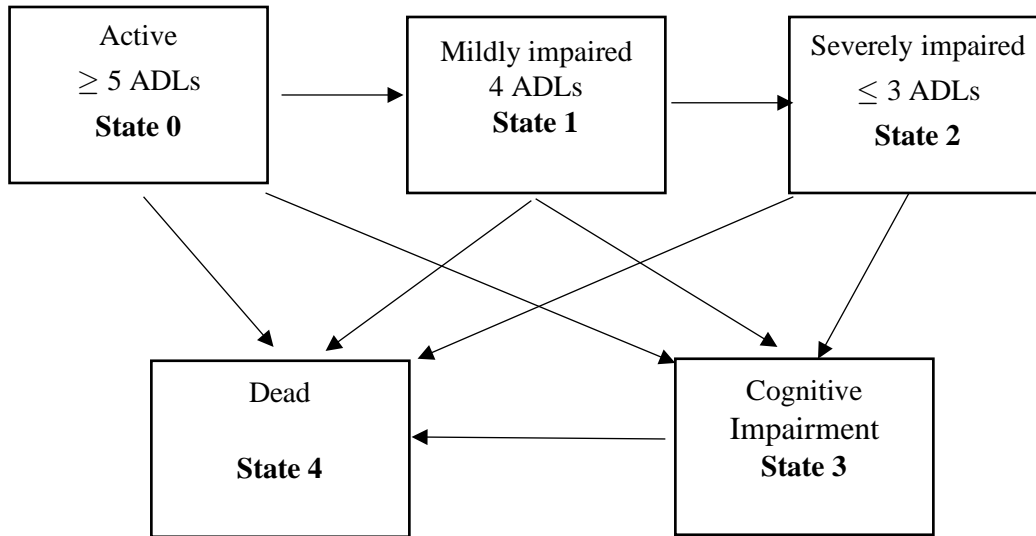 Active
≥ 5 ADLs
State 0
Mildly impaired
4 ADLs
State 1
Severely impaired
≤ 3 ADLs
State 2
Dead
State 4
Cognitive
Impairment
State 3